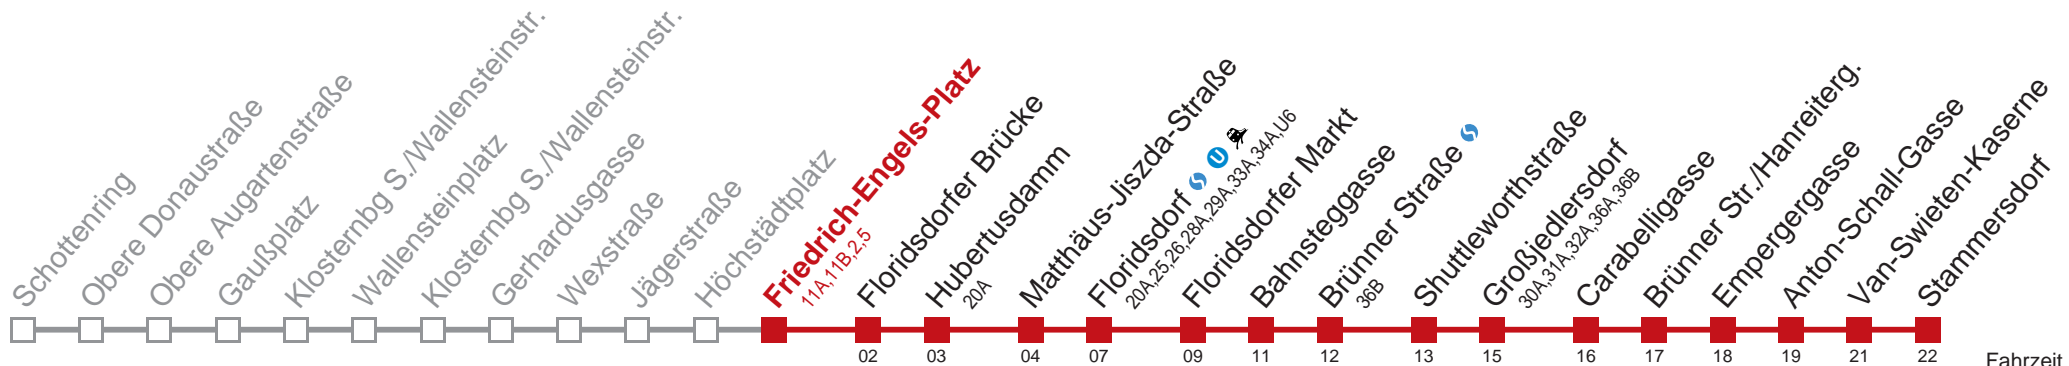 Schottenring
Obere Donaustraße
Obere Augartenstraße
Gaußplatz
Klosternbg S./Wallensteinstr.
Wallensteinplatz
Klosternbg S./Wallensteinstr.
Gerhardusgasse
Wexstraße
Jägerstraße
Höchstädtplatz
Friedrich-Engels-Platz
11A,11B,2,5
Floridsdorfer Brücke
Hubertusdamm
20A
Matthäus-Jiszda-Straße
Floridsdorf S U
20A,25,26,28A,29A,33A,34A,U6
Floridsdorfer Markt
Bahnsteggasse
Brünner Straße S
36B
Shuttleworthstraße
Großjedlersdorf
30A,31A,32A,36A,36B
Carabelligasse
Brünner Str./Hanreiterg.
Empergergasse
Anton-Schall-Gasse
Van-Swieten-Kaserne
Stammersdorf
02 03 04 07 09 11 12 13 15 16 17 18 19 21 22 Fahrzeit